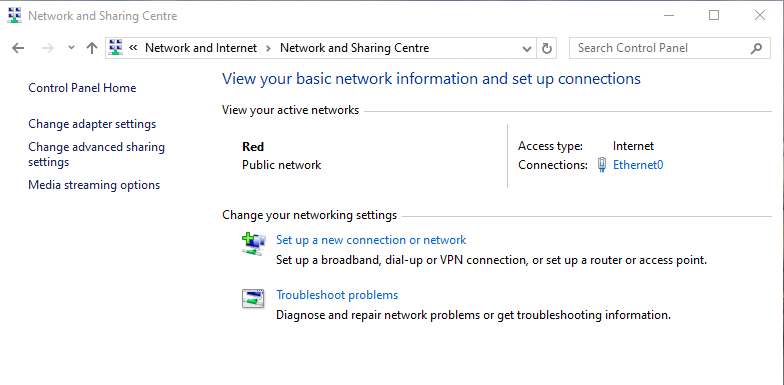 Network and Sharing Centre
« Network and Internet > Network and Sharing Centre
Search Control Panel
Control Panel Home
Change adapter settings
Change advanced sharing
settings
Media streaming options
View your basic network information and set up connections
View your active networks
Red
Public network
Access type: Internet
Connections: Ethernet0
Change your networking settings
Set up a new connection or network
Set up a broadband, dial-up or VPN connection, or set up a router or access point.
Troubleshoot problems
Diagnose and repair network problems or get troubleshooting information.